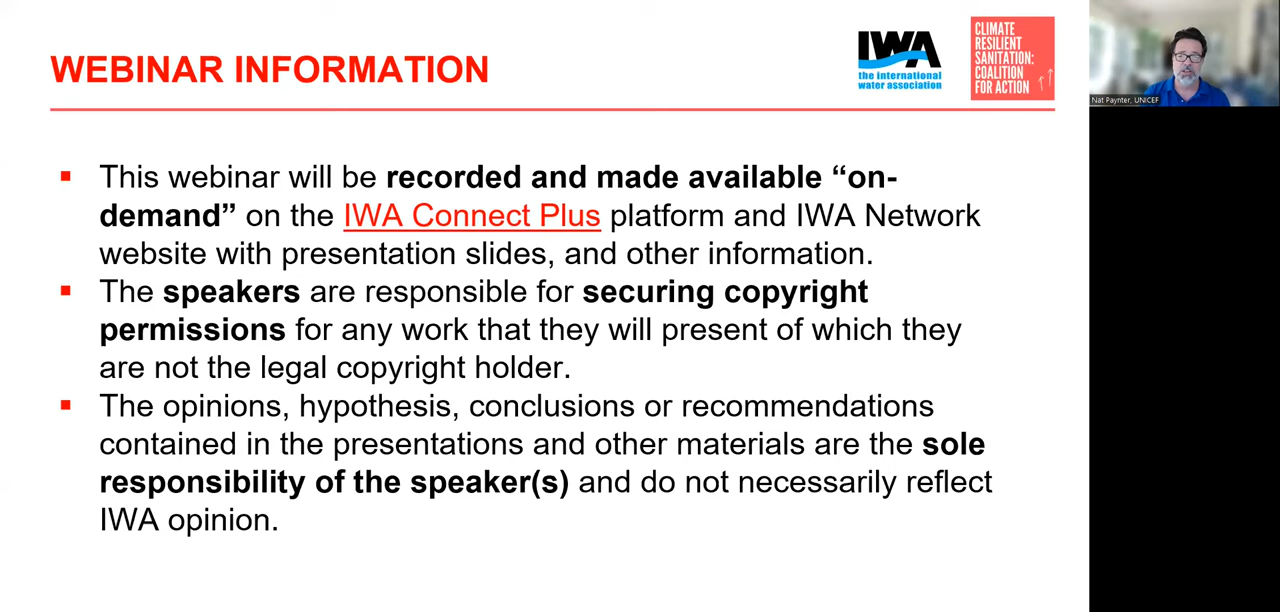 WEBINAR INFORMATION
IWA
the international
water association
CLIMATE
RESILIENT
SANITATION:
COALITION
FOR ACTION
Nat Paynter, UNICEF
▪ This webinar will be recorded and made available “on-
demand” on the IWA Connect Plus platform and IWA Network
website with presentation slides, and other information.
▪ The speakers are responsible for securing copyright
permissions for any work that they will present of which they
are not the legal copyright holder.
▪ The opinions, hypothesis, conclusions or recommendations
contained in the presentations and other materials are the sole
responsibility of the speaker(s) and do not necessarily reflect
IWA opinion.